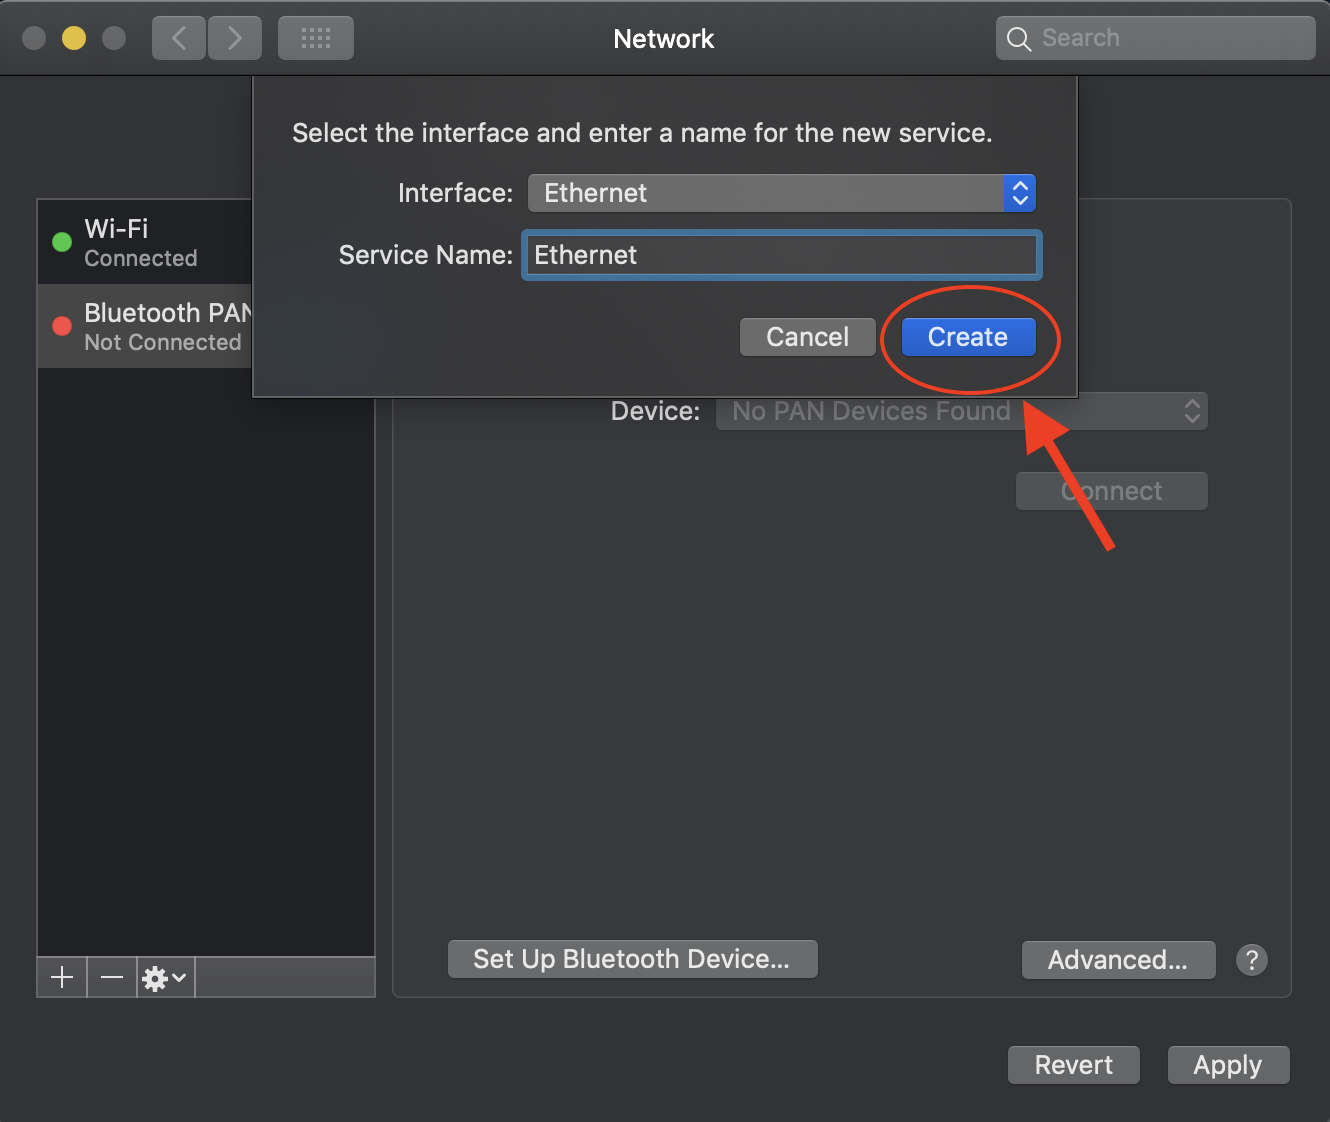 Network
Search
Select the interface and enter a name for the new service.
Interface: Ethernet
Service Name: Ethernet
Cancel Create
Wi-Fi
Connected
Bluetooth PAN
Not Connected
Device: No PAN Devices Found
Connect
Set Up Bluetooth Device... Advanced... ?
Revert Apply